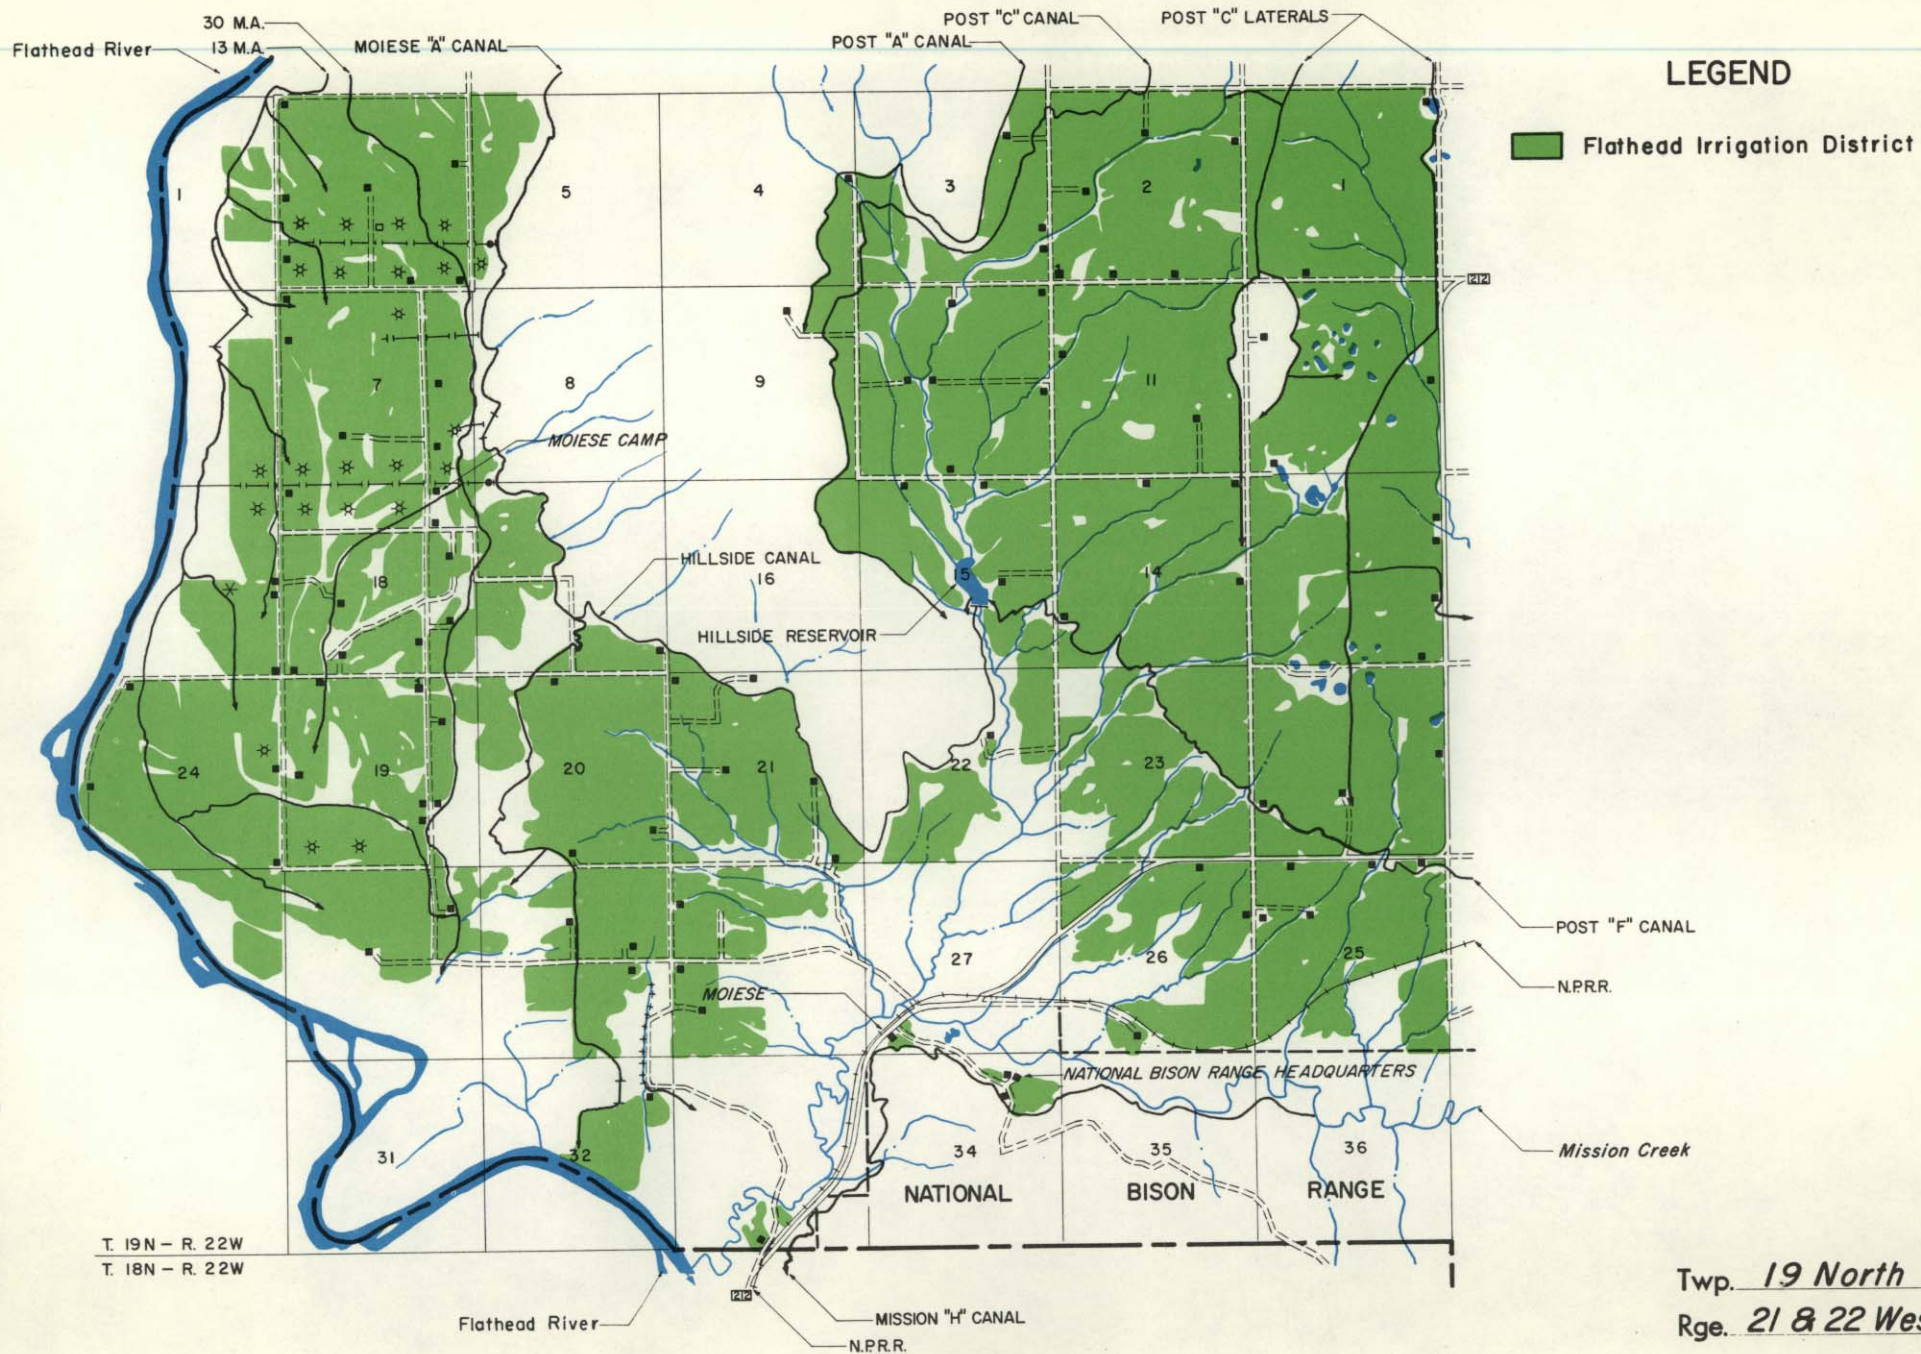 30 M.A.
13 M.A.
Flathead River
MOIESE "A" CANAL
POST "C" CANAL
POST "A" CANAL
POST "C" LATERALS
LEGEND
Flathead Irrigation District
1
5
4
3
2
1
212
7
8
9
11
MOIESE CAMP
HILLSIDE CANAL
18
16
15
14
HILLSIDE RESERVOIR
24
19
20
21
22
23
27
26
25
POST "F" CANAL
N.P.R.R.
MOIESE
NATIONAL BISON RANGE HEADQUARTERS
Mission Creek
31
32
34
35
36
NATIONAL BISON RANGE
T. 19N – R. 22W
T. 18N – R. 22W
212
Flathead River
MISSION "H" CANAL
N.P.R.R.
Twp. 19 North
Rge. 21 & 22 Wes